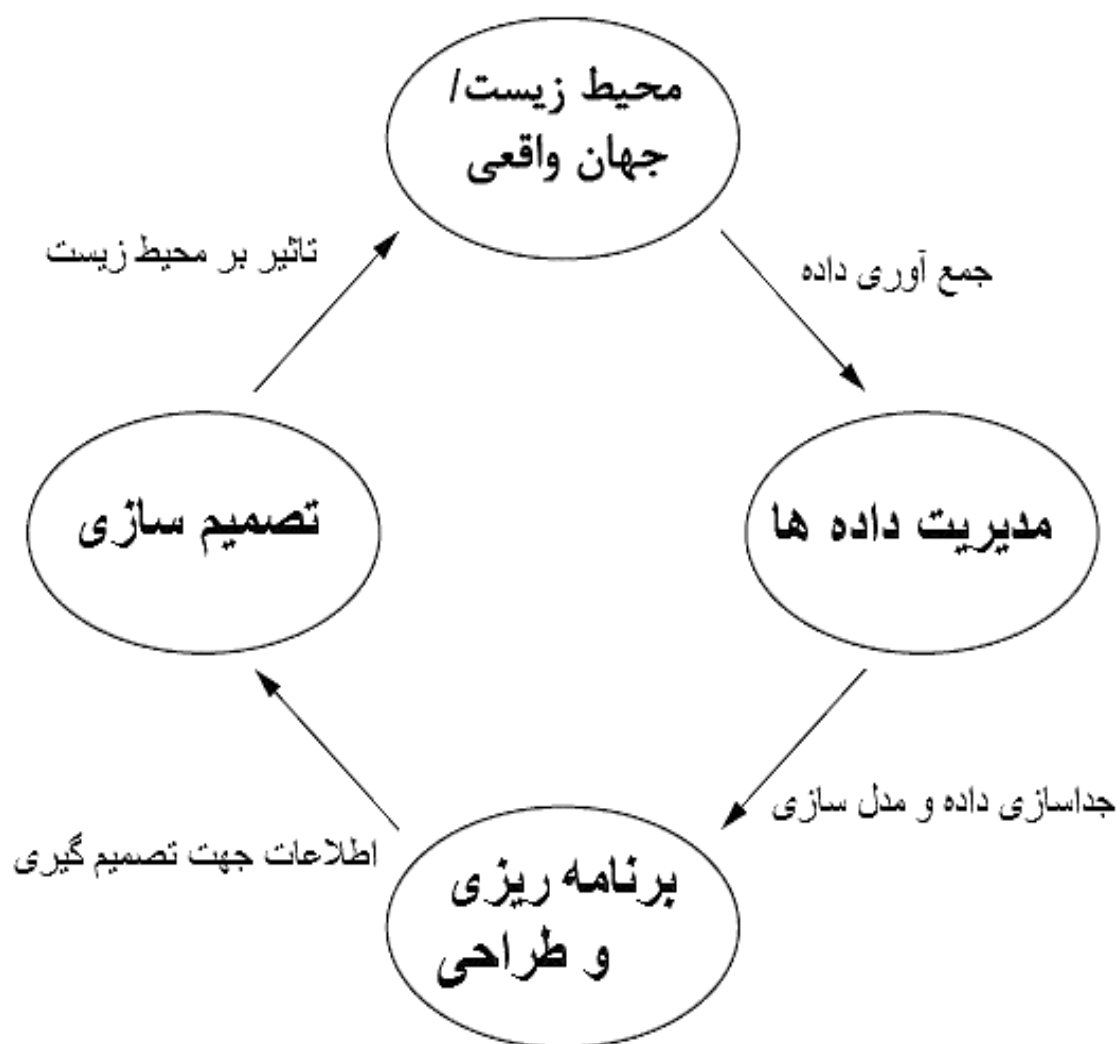 محیط زیست/
جهان واقعی
تاثیر بر محیط زیست
جمع آوری داده
تصمیم سازی
مدیریت داده ها
جداسازی داده و مدل سازی
اطلاعات جهت تصمیم گیری
برنامه ریزی
و طراحی